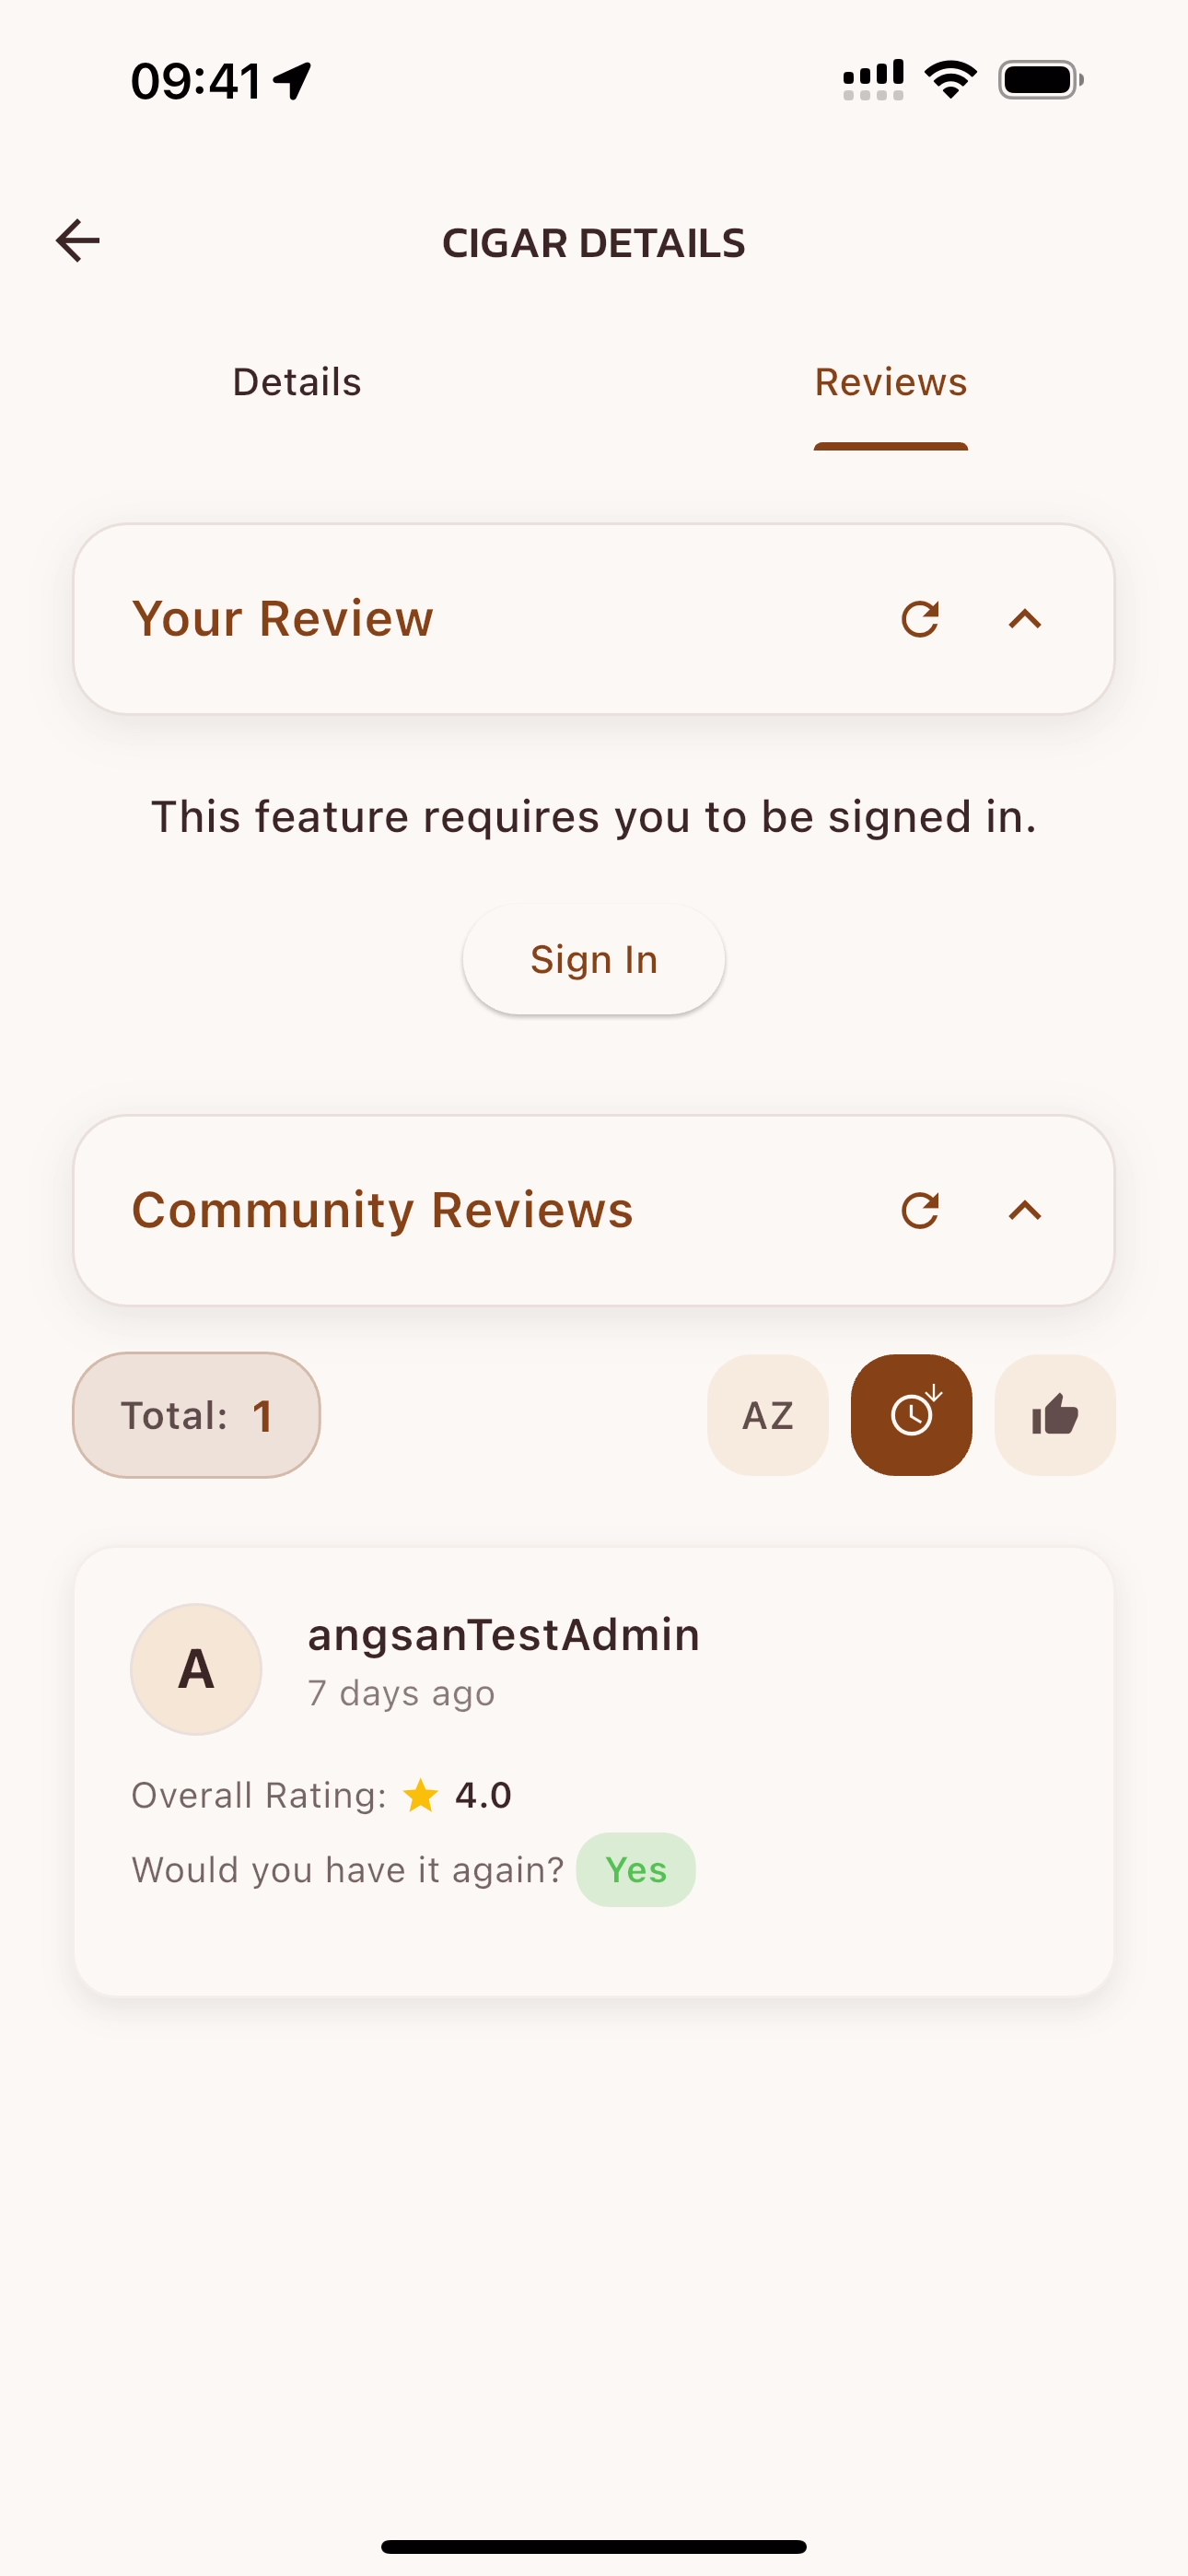 09:41
CIGAR DETAILS
Details
Reviews
Your Review
This feature requires you to be signed in.
Sign In
Community Reviews
Total: 1
AZ
A
angsanTestAdmin
7 days ago
Overall Rating: 4.0
Would you have it again? Yes